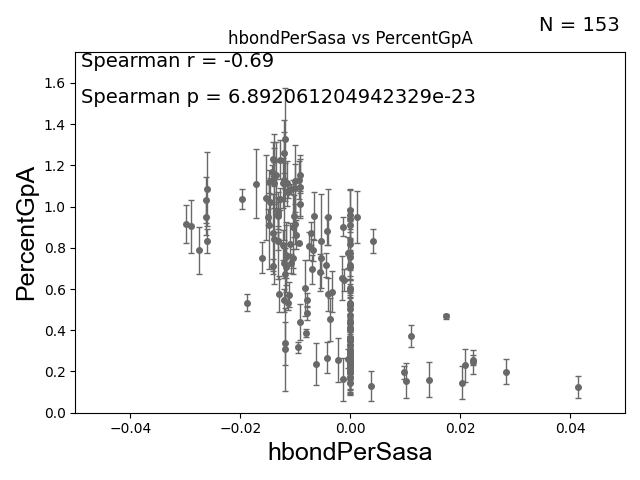 N = 153
hbondPerSasa vs PercentGpA
Spearman r = -0.69
Spearman p = 6.892061204942329e-23
PercentGpA
1.6
1.4
1.2
1.0
0.8
0.6
0.4
0.2
0.0
−0.04 −0.02 0.00 0.02 0.04
hbondPerSasa